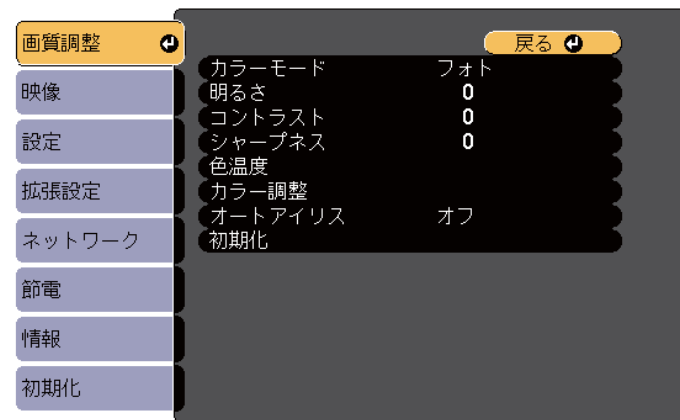 画質調整
映像
設定
拡張設定
ネットワーク
節電
情報
初期化
戻る
カラーモード フォト
明るさ 0
コントラスト 0
シャープネス 0
色温度
カラー調整
オートアイリス オフ
初期化